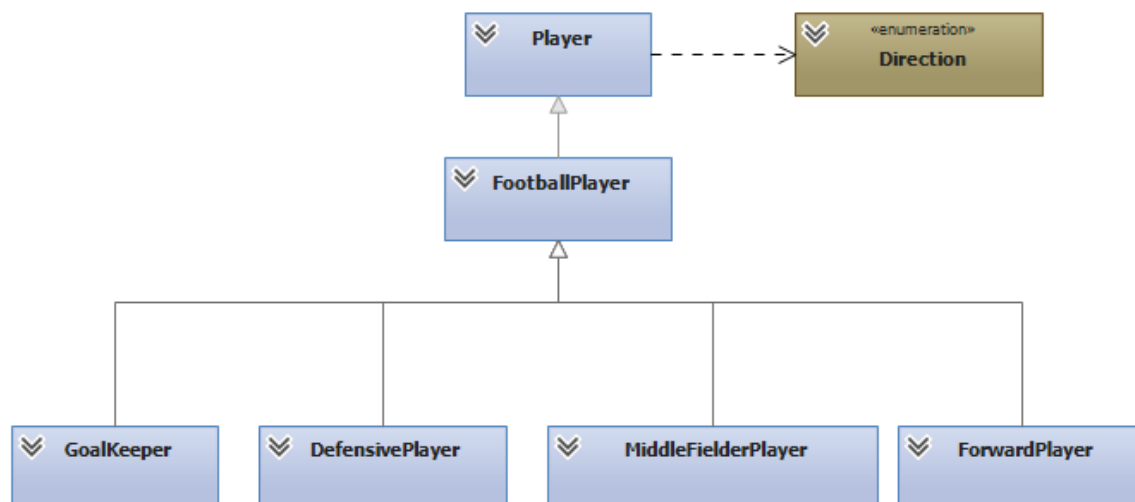 Player
«enumeration»
Direction
FootballPlayer
GoalKeeper
DefensivePlayer
MiddleFielderPlayer
ForwardPlayer